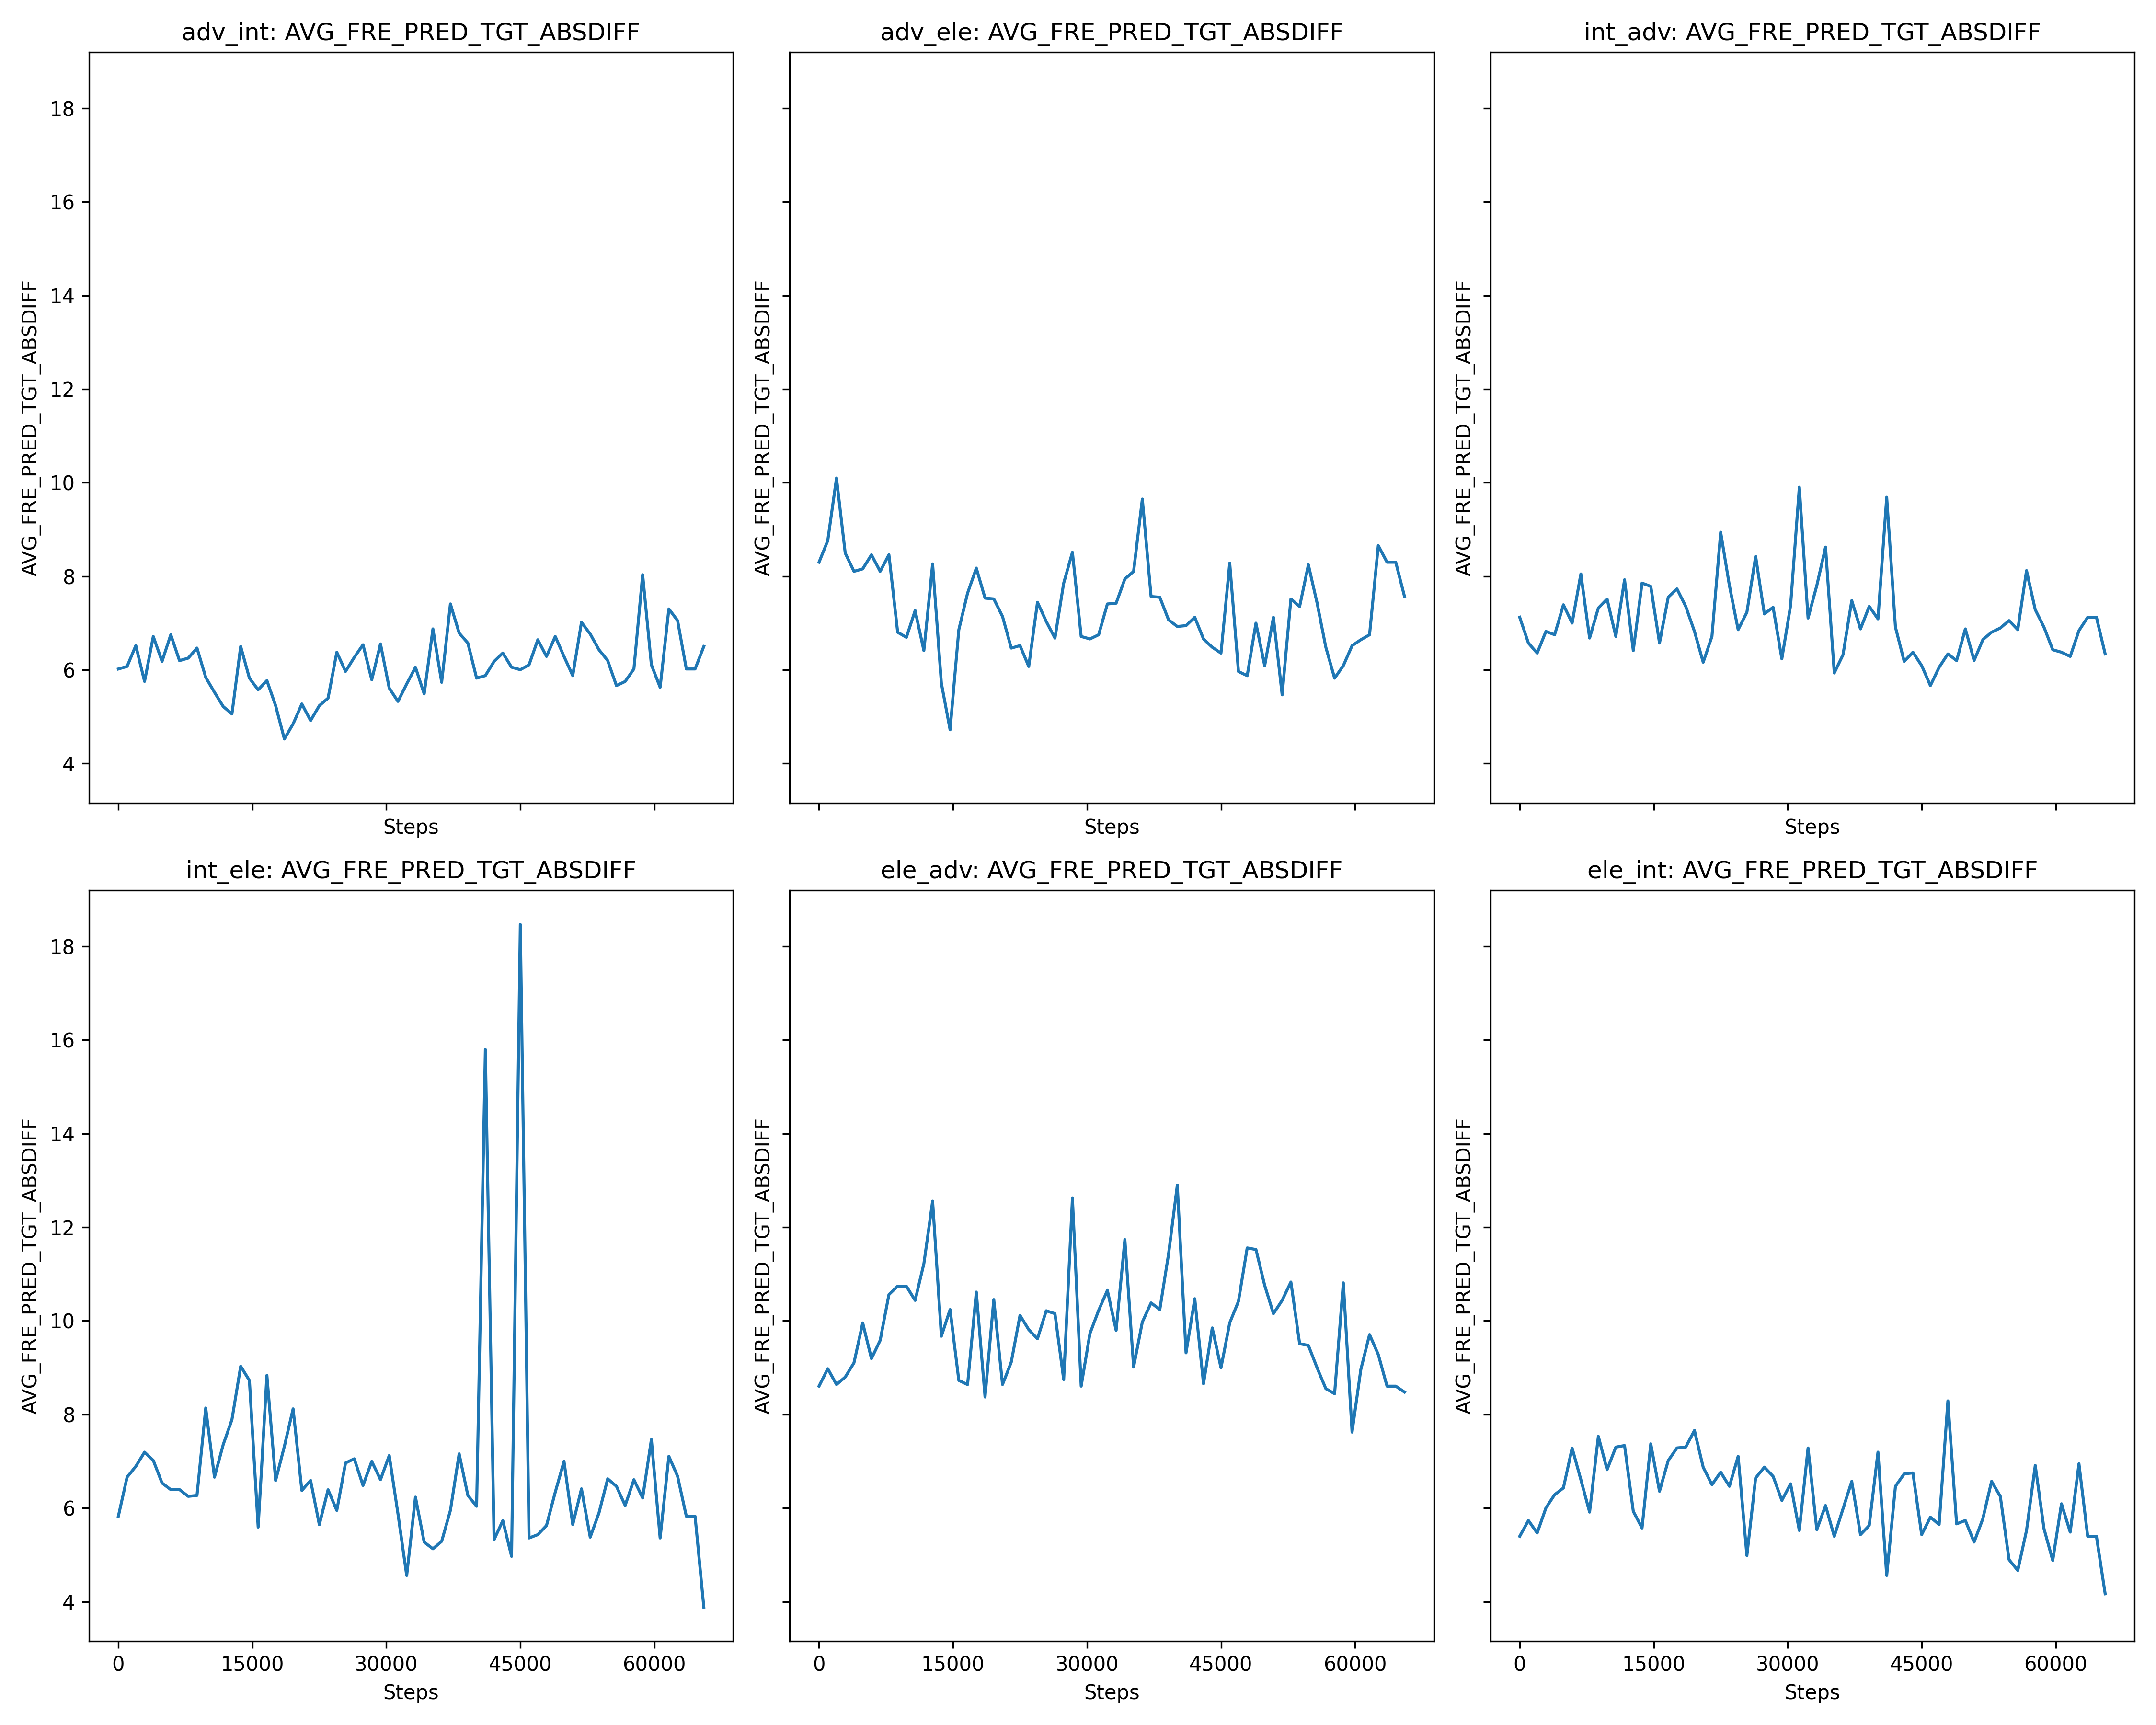 adv_int: AVG_FRE_PRED_TGT_ABSDIFF
adv_ele: AVG_FRE_PRED_TGT_ABSDIFF
int_adv: AVG_FRE_PRED_TGT_ABSDIFF
AVG_FRE_PRED_TGT_ABSDIFF
18
16
14
12
10
8
6
4
Steps
AVG_FRE_PRED_TGT_ABSDIFF
Steps
AVG_FRE_PRED_TGT_ABSDIFF
Steps
int_ele: AVG_FRE_PRED_TGT_ABSDIFF
ele_adv: AVG_FRE_PRED_TGT_ABSDIFF
ele_int: AVG_FRE_PRED_TGT_ABSDIFF
AVG_FRE_PRED_TGT_ABSDIFF
18
16
14
12
10
8
6
4
0 15000 30000 45000 60000
Steps
AVG_FRE_PRED_TGT_ABSDIFF
0 15000 30000 45000 60000
Steps
AVG_FRE_PRED_TGT_ABSDIFF
0 15000 30000 45000 60000
Steps